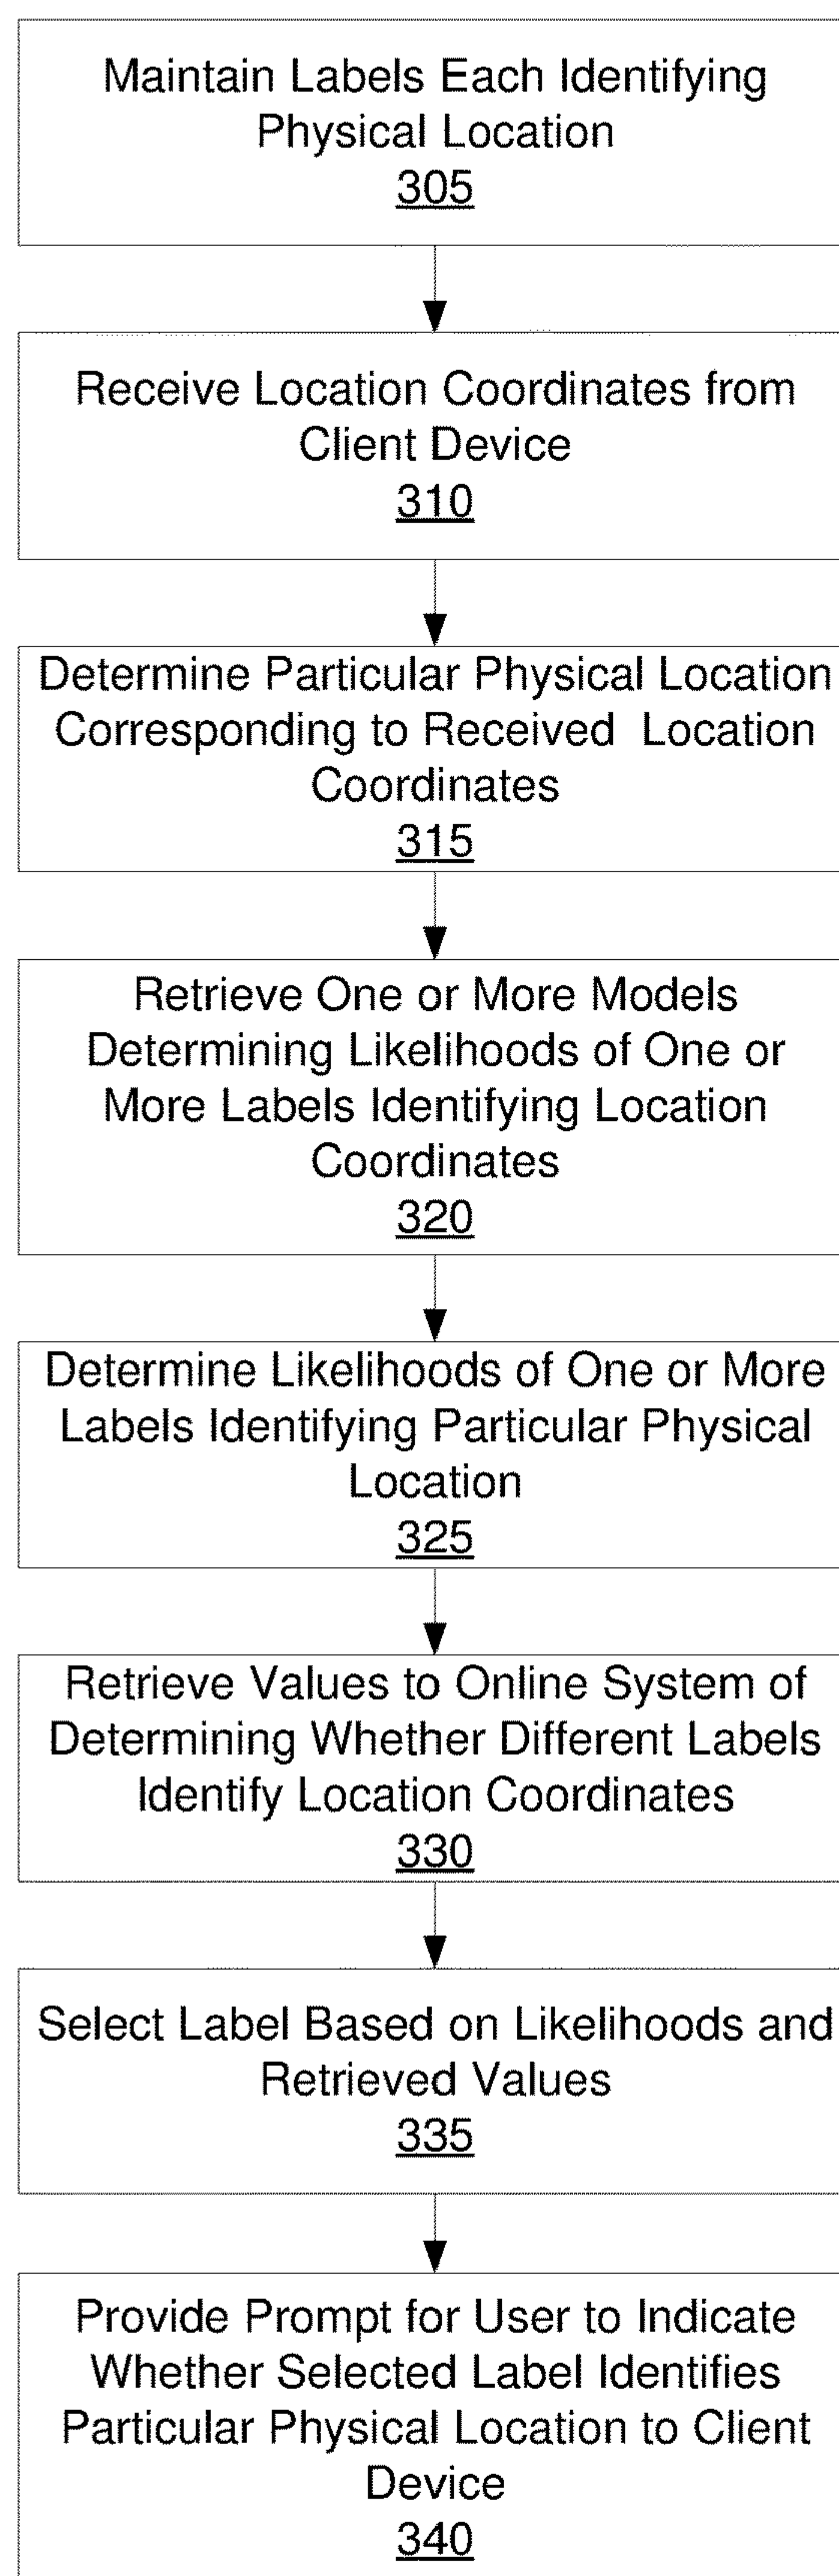 Maintain Labels Each Identifying
Physical Location
305
Receive Location Coordinates from
Client Device
310
Determine Particular Physical Location
Corresponding to Received Location
Coordinates
315
Retrieve One or More Models
Determining Likelihoods of One or
More Labels Identifying Location
Coordinates
320
Determine Likelihoods of One or More
Labels Identifying Particular Physical
Location
325
Retrieve Values to Online System of
Determining Whether Different Labels
Identify Location Coordinates
330
Select Label Based on Likelihoods and
Retrieved Values
335
Provide Prompt for User to Indicate
Whether Selected Label Identifies
Particular Physical Location to Client
Device
340